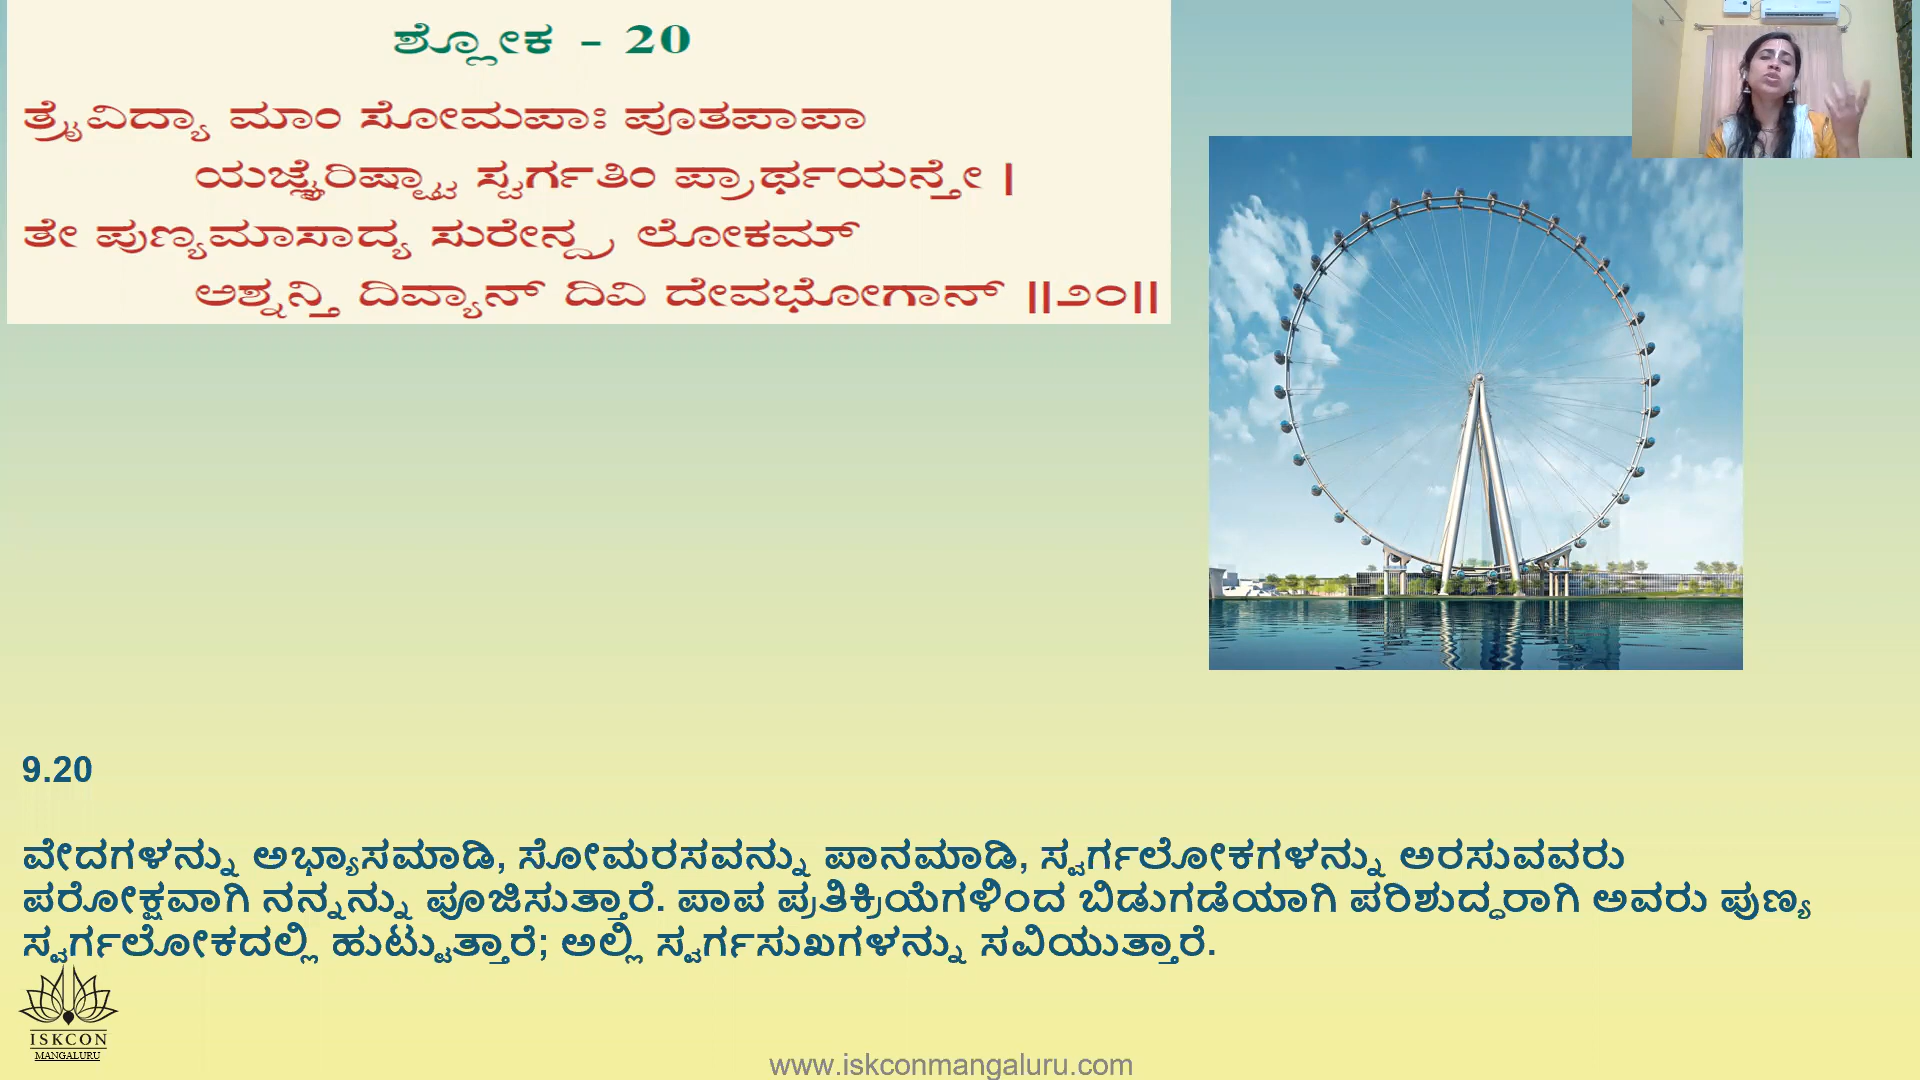 ಶ್ಲೋಕ - 20
ತ್ರೈವಿದ್ಯಾ ಮಾಂ ಸೋಮಪಾಃ ಪೂತಪಾಪಾ
ಯಜ್ಞೈರಿಷ್ಟ್ವಾ ಸ್ವರ್ಗತಿಂ ಪ್ರಾರ್ಥಯನ್ತೇ |
ತೇ ಪುಣ್ಯಮಾಸಾದ್ಯ ಸುರೇನ್ದ್ರ ಲೋಕಮ್
ಅಶ್ನನ್ತಿ ದಿವ್ಯಾನ್ ದಿವಿ ದೇವಭೋಗಾನ್ ||೨೦||
9.20
ವೇದಗಳನ್ನು ಅಭ್ಯಾಸಮಾಡಿ, ಸೋಮರಸವನ್ನು ಪಾನಮಾಡಿ, ಸ್ವರ್ಗಲೋಕಗಳನ್ನು ಅರಸುವವರು
ಪರೋಕ್ಷವಾಗಿ ನನ್ನನ್ನು ಪೂಜಿಸುತ್ತಾರೆ. ಪಾಪ ಪ್ರತಿಕ್ರಿಯೆಗಳಿಂದ ಬಿಡುಗಡೆಯಾಗಿ ಪರಿಶುದ್ಧರಾಗಿ ಅವರು ಪುಣ್ಯ
ಸ್ವರ್ಗಲೋಕದಲ್ಲಿ ಹುಟ್ಟುತ್ತಾರೆ; ಅಲ್ಲಿ ಸ್ವರ್ಗಸುಖಗಳನ್ನು ಸವಿಯುತ್ತಾರೆ.
ISKCON
MANGALURU
www.iskconmangaluru.com